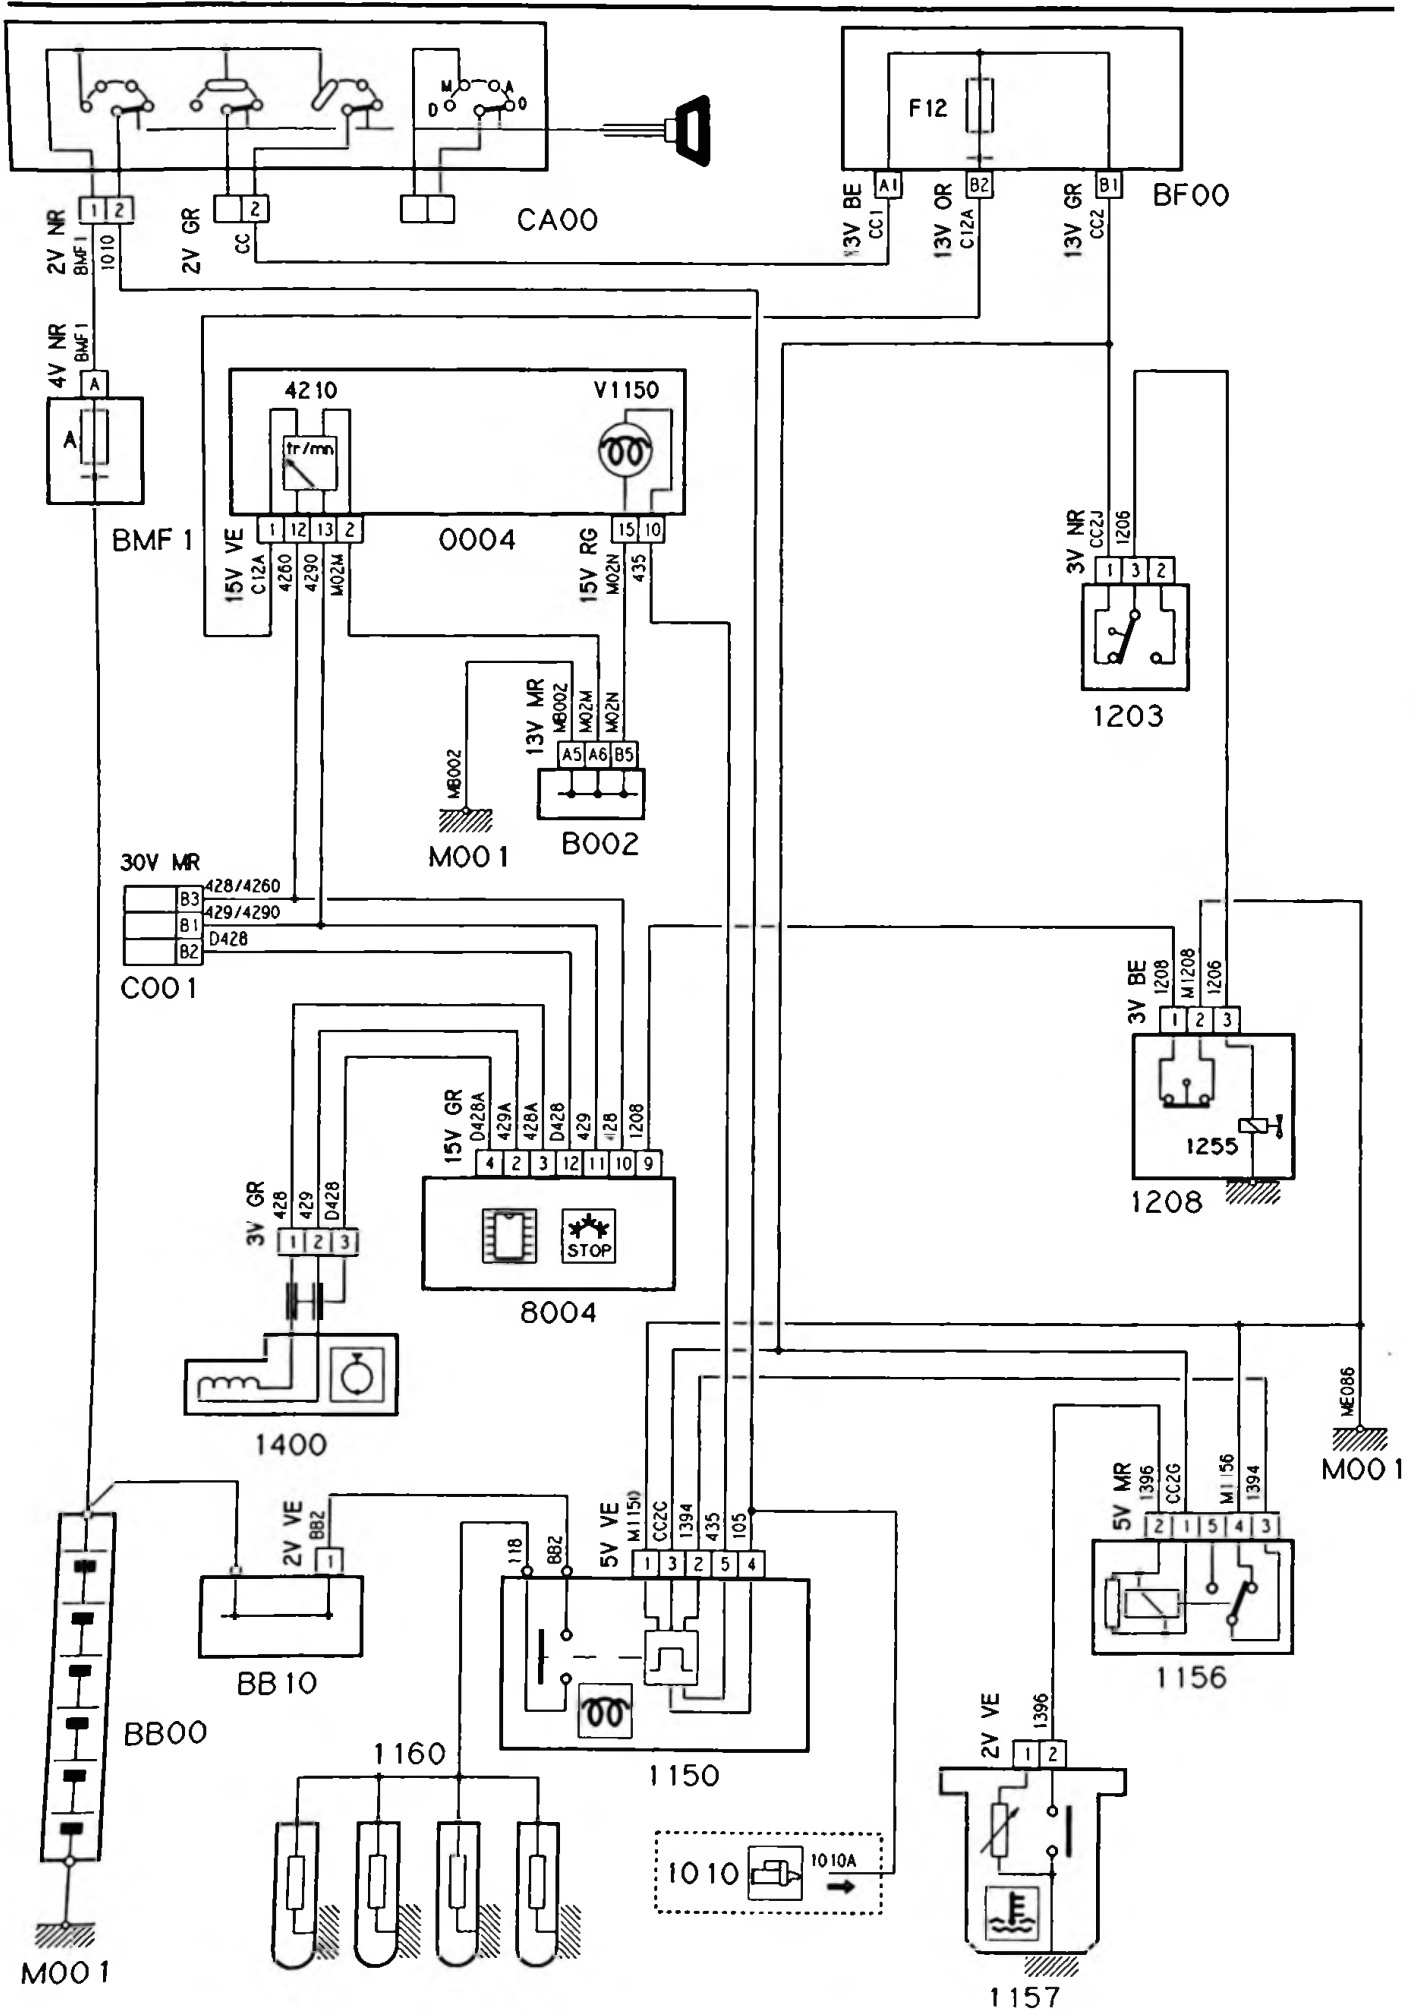 M A
D O
F12
1 2
2
A1
B2
B1
BF00
CA00
2V NR
BMF1
1010
2V GR
CC
13V BE
CC1
13V OR
C12A
13V GR
CC2
4V NR
BMF1
A
A
BMF1
4210
V1150
tr/mn
1 12 13 2
15 10
0004
15V VE
C12A
4260
4290
M02M
15V RG
M02N
435
3V NR
CC2J
1206
1 3 2
1203
13V MR
MB002
M02M
M02N
A5 A6 B5
B002
MB002
M001
30V MR
B3 428/4260
B1 429/4290
B2 D428
C001
3V BE
1208
M1208
1206
1 2 3
1255
1208
15V GR
D428A
429A
428A
D428
429
428
1208
4 2 3 12 11 10 9
STOP
8004
3V GR
428
429
D428
1 2 3
1400
ME086
M001
5V MR
1396
CC2G
M1156
1394
2 1 5 4 3
1156
2V VE
BB2
1
BB10
118
BB2
5V VE
M1150
CC2C
1394
435
105
1 3 2 5 4
1150
BB00
M001
1160
1010
1010A
2V VE
1396
1 2
1157